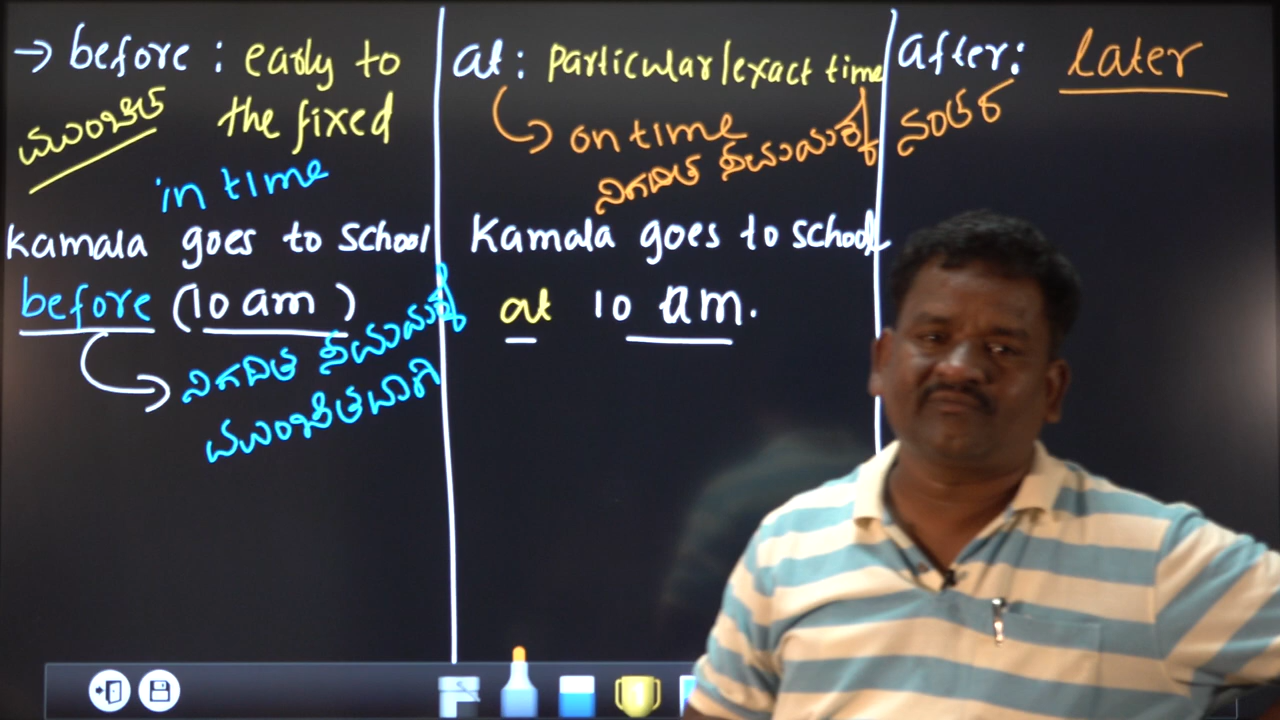 → before : early to
the fixed
ಮುಂಚಿತ
in time
Kamala goes to school
before (10 am)
ನಿಗದಿತ ಸಮಯಕ್ಕೆ
ಮುಂಚಿತವಾಗಿ
at : particular/exact time
on time
ನಿಗದಿತ ಸಮಯಕ್ಕೆ
Kamala goes to school
at 10 am.
after: later
ನಂತರ